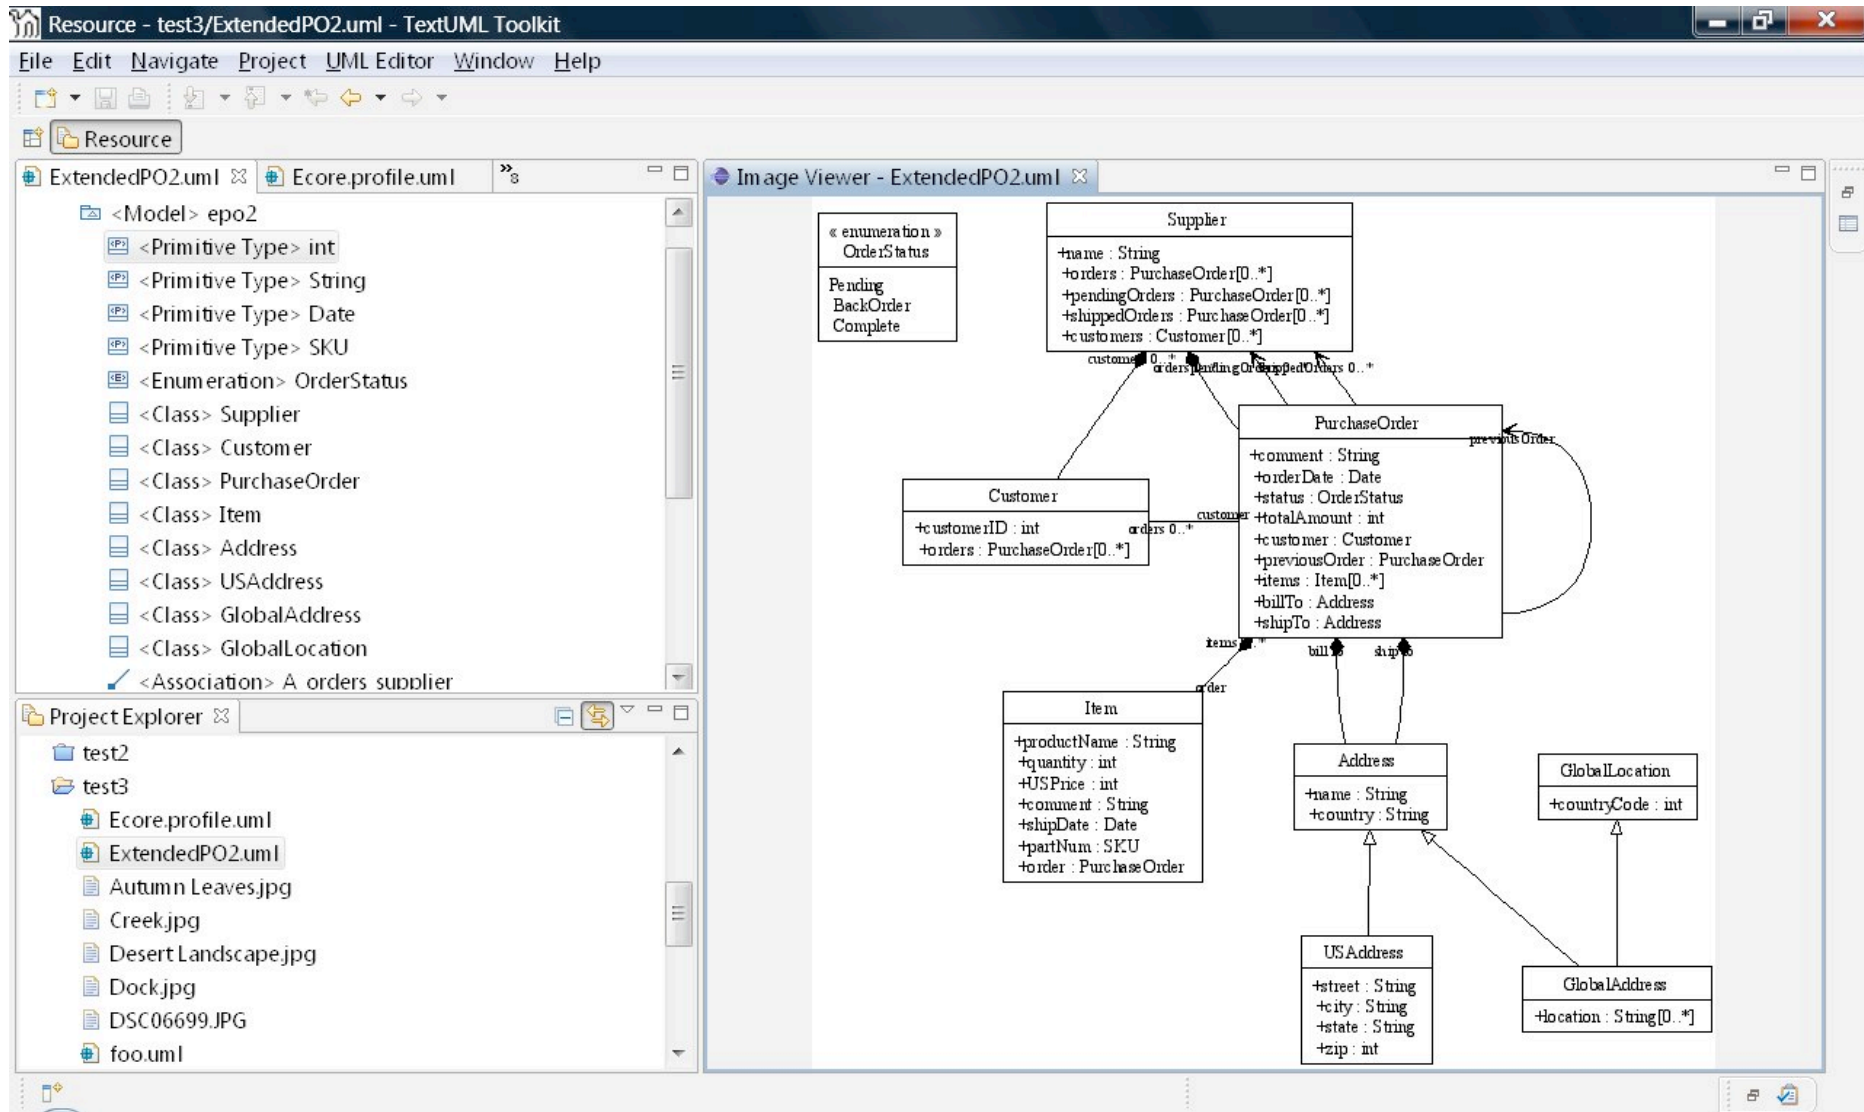 Resource - test3/ExtendedPO2.uml - TextUML Toolkit
File Edit Navigate Project UML Editor Window Help
Resource
ExtendedPO2.uml
Ecore.profile.uml
»8
<Model> epo2
<Primitive Type> int
<Primitive Type> String
<Primitive Type> Date
<Primitive Type> SKU
<Enumeration> OrderStatus
<Class> Supplier
<Class> Customer
<Class> PurchaseOrder
<Class> Item
<Class> Address
<Class> USAddress
<Class> GlobalAddress
<Class> GlobalLocation
<Association> A_orders_supplier
Project Explorer
test2
test3
Ecore.profile.uml
ExtendedPO2.uml
Autumn Leaves.jpg
Creek.jpg
Desert Landscape.jpg
Dock.jpg
DSC06699.JPG
foo.uml
Image Viewer - ExtendedPO2.uml
« enumeration »
OrderStatus
Pending
BackOrder
Complete
Supplier
+name : String
+orders : PurchaseOrder[0..*]
+pendingOrders : PurchaseOrder[0..*]
+shippedOrders : PurchaseOrder[0..*]
+customers : Customer[0..*]
PurchaseOrder
previousOrder
+comment : String
+orderDate : Date
+status : OrderStatus
+totalAmount : int
+customer : Customer
+previousOrder : PurchaseOrder
+items : Item[0..*]
+billTo : Address
+shipTo : Address
Customer
+customerID : int
+orders : PurchaseOrder[0..*]
orders 0..*
customer
items
order
Item
+productName : String
+quantity : int
+USPrice : int
+comment : String
+shipDate : Date
+partNum : SKU
+order : PurchaseOrder
Address
+name : String
+country : String
GlobalLocation
+countryCode : int
USAddress
+street : String
+city : String
+state : String
+zip : int
GlobalAddress
+location : String[0..*]